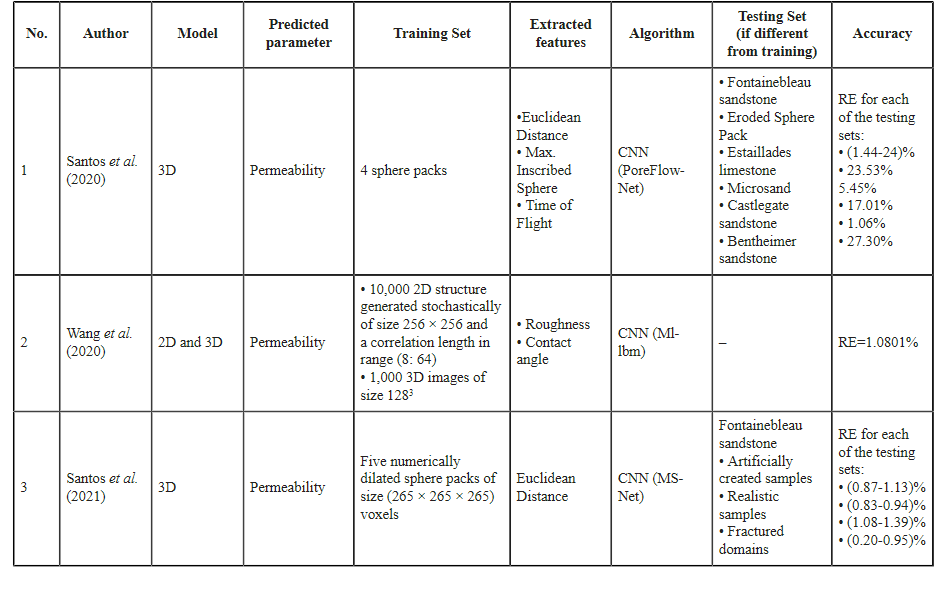 No.
Author
Model
Predicted
parameter
Training Set
Extracted
features
Algorithm
Testing Set
(if different
from training)
Accuracy
1
Santos et al.
(2020)
3D
Permeability
4 sphere packs
•Euclidean
Distance
• Max.
Inscribed
Sphere
• Time of
Flight
CNN
(PoreFlow-
Net)
• Fontainebleau
sandstone
• Eroded Sphere
Pack
• Estaillades
limestone
• Microsand
• Castlegate
sandstone
• Bentheimer
sandstone
RE for each
of the testing
sets:
• (1.44-24)%
• 23.53%
5.45%
• 17.01%
• 1.06%
• 27.30%
2
Wang et al.
(2020)
2D and 3D
Permeability
• 10,000 2D structure
generated stochastically
of size 256 × 256 and
a correlation length in
range (8: 64)
• 1,000 3D images of
size 128³
• Roughness
• Contact
angle
CNN (Ml-
lbm)
–
RE=1.0801%
3
Santos et al.
(2021)
3D
Permeability
Five numerically
dilated sphere packs of
size (265 × 265 × 265)
voxels
Euclidean
Distance
CNN (MS-
Net)
Fontainebleau
sandstone
• Artificially
created samples
• Realistic
samples
• Fractured
domains
RE for each
of the testing
sets:
• (0.87-1.13)%
• (0.83-0.94)%
• (1.08-1.39)%
• (0.20-0.95)%